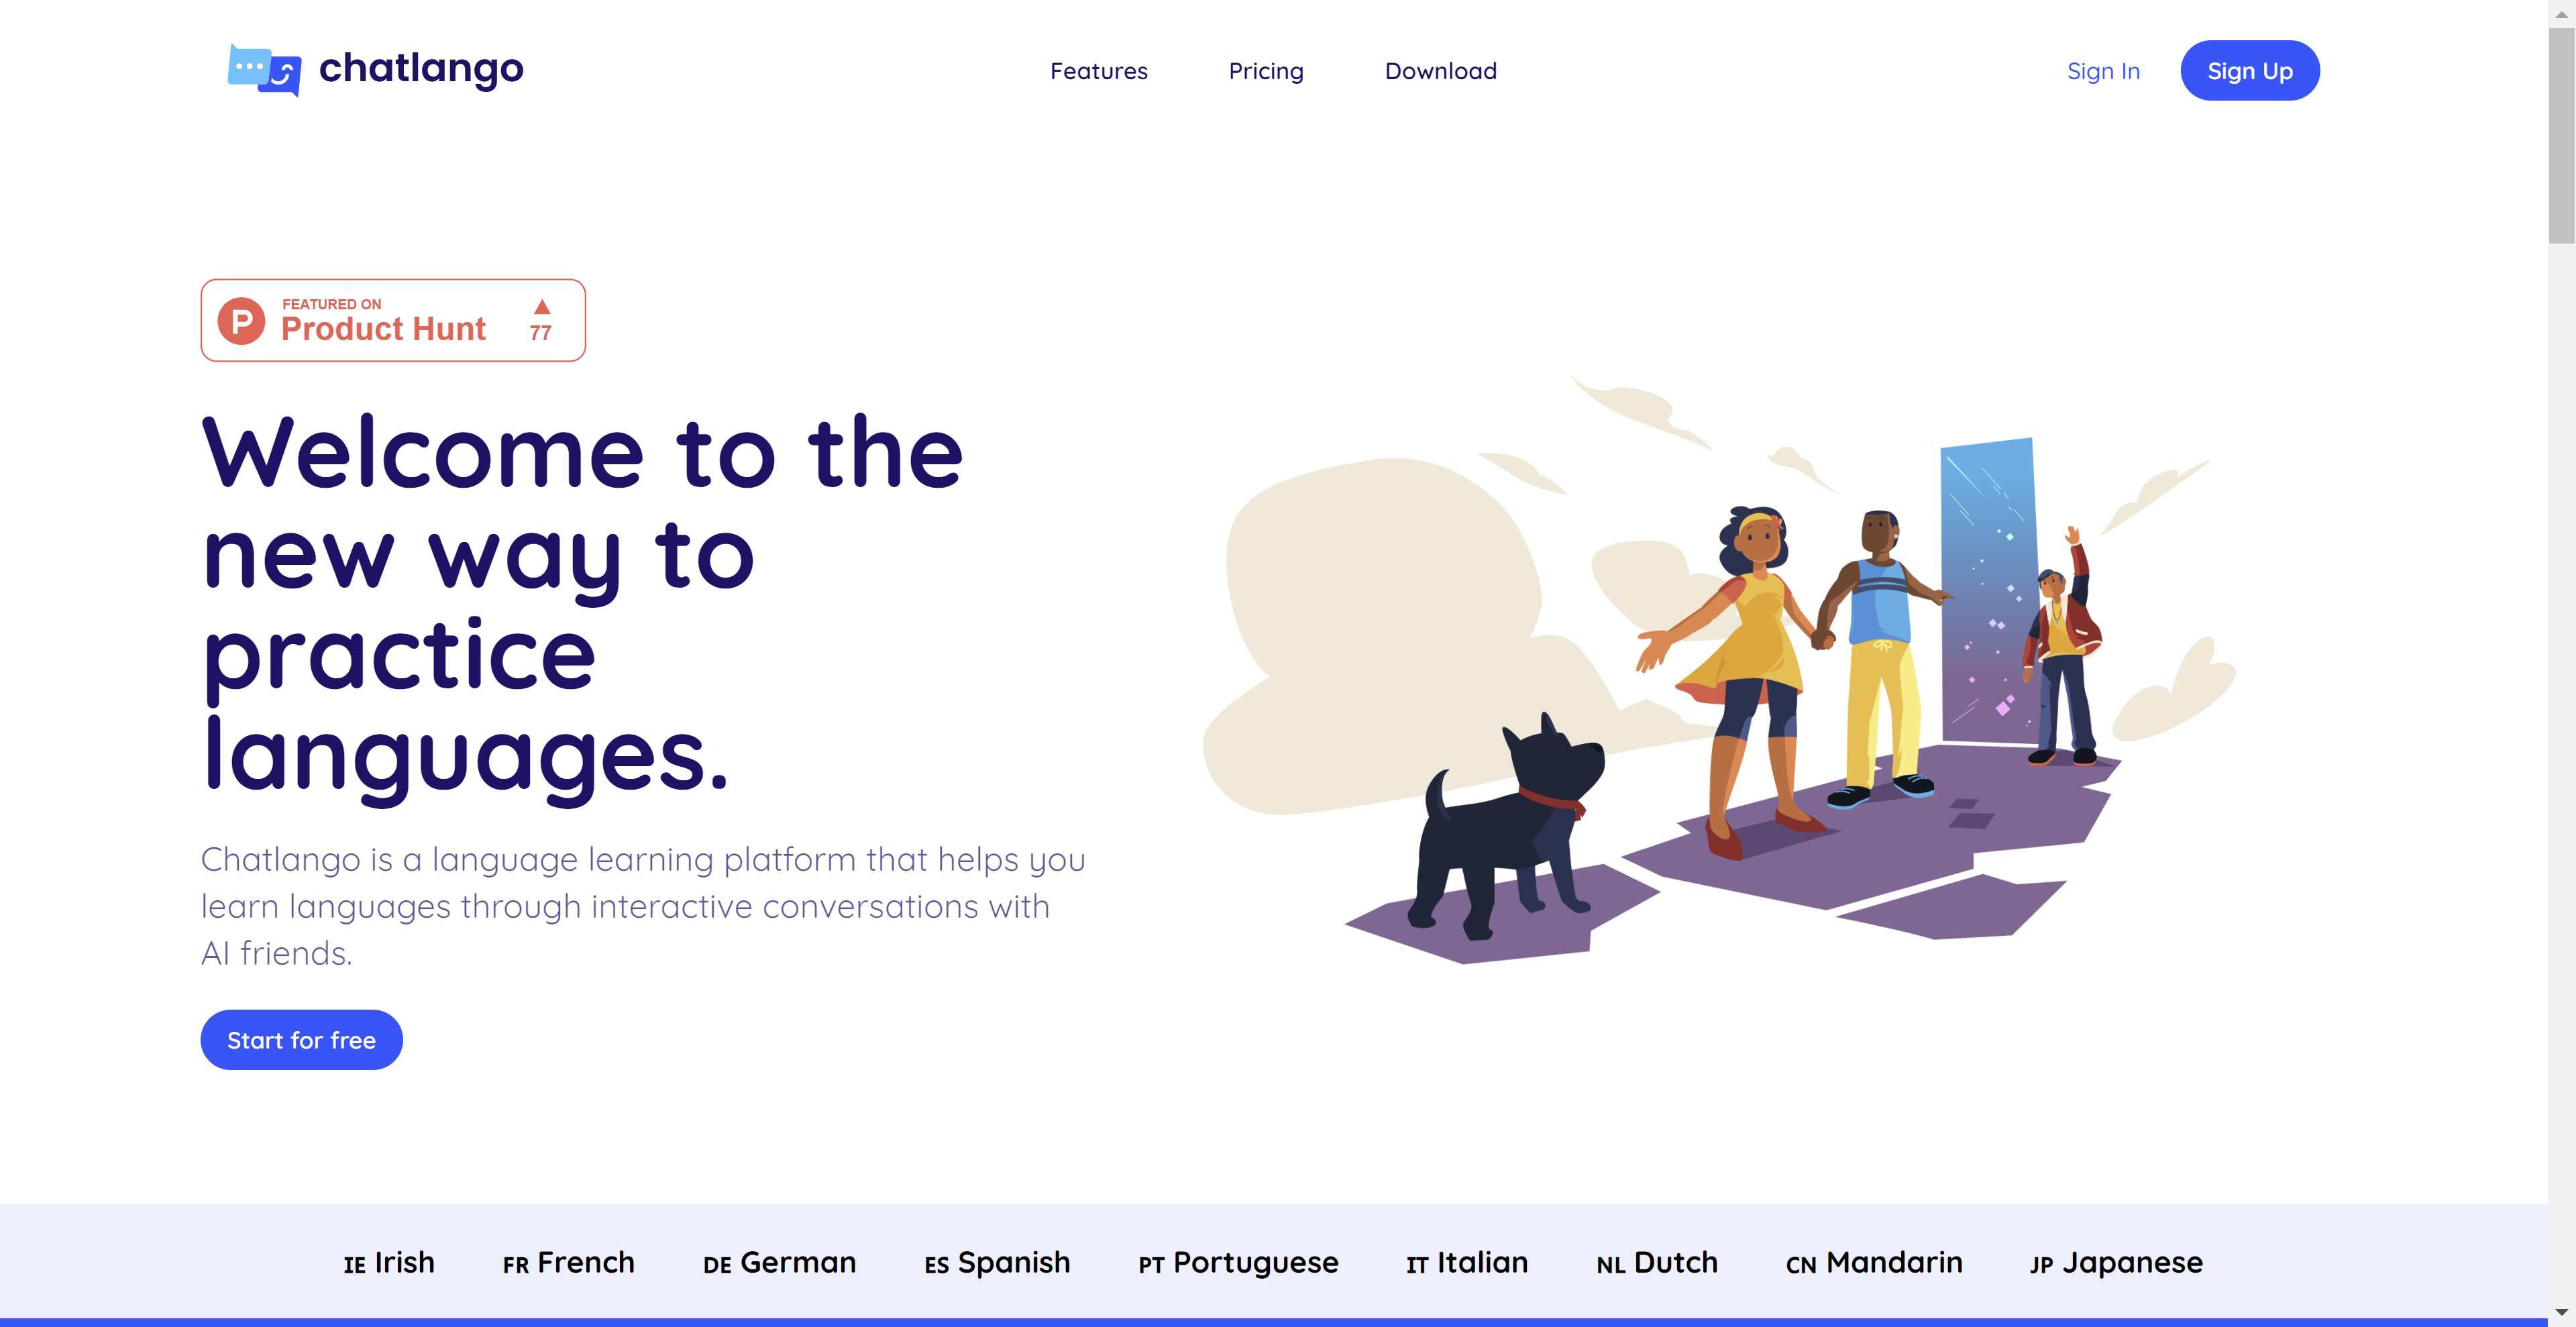 chatlango
Features
Pricing
Download
Sign In
Sign Up
P
FEATURED ON
Product Hunt
77
Welcome to the
new way to
practice
languages.
Chatlango is a language learning platform that helps you
learn languages through interactive conversations with
AI friends.
Start for free
IE Irish
FR French
DE German
ES Spanish
PT Portuguese
IT Italian
NL Dutch
CN Mandarin
JP Japanese